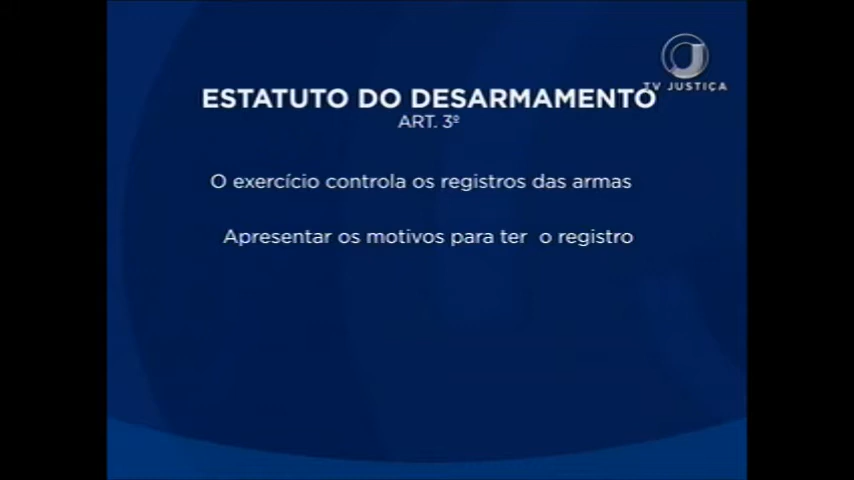 TV JUSTIÇA
ESTATUTO DO DESARMAMENTO
ART. 3º
O exercício controla os registros das armas
Apresentar os motivos para ter o registro